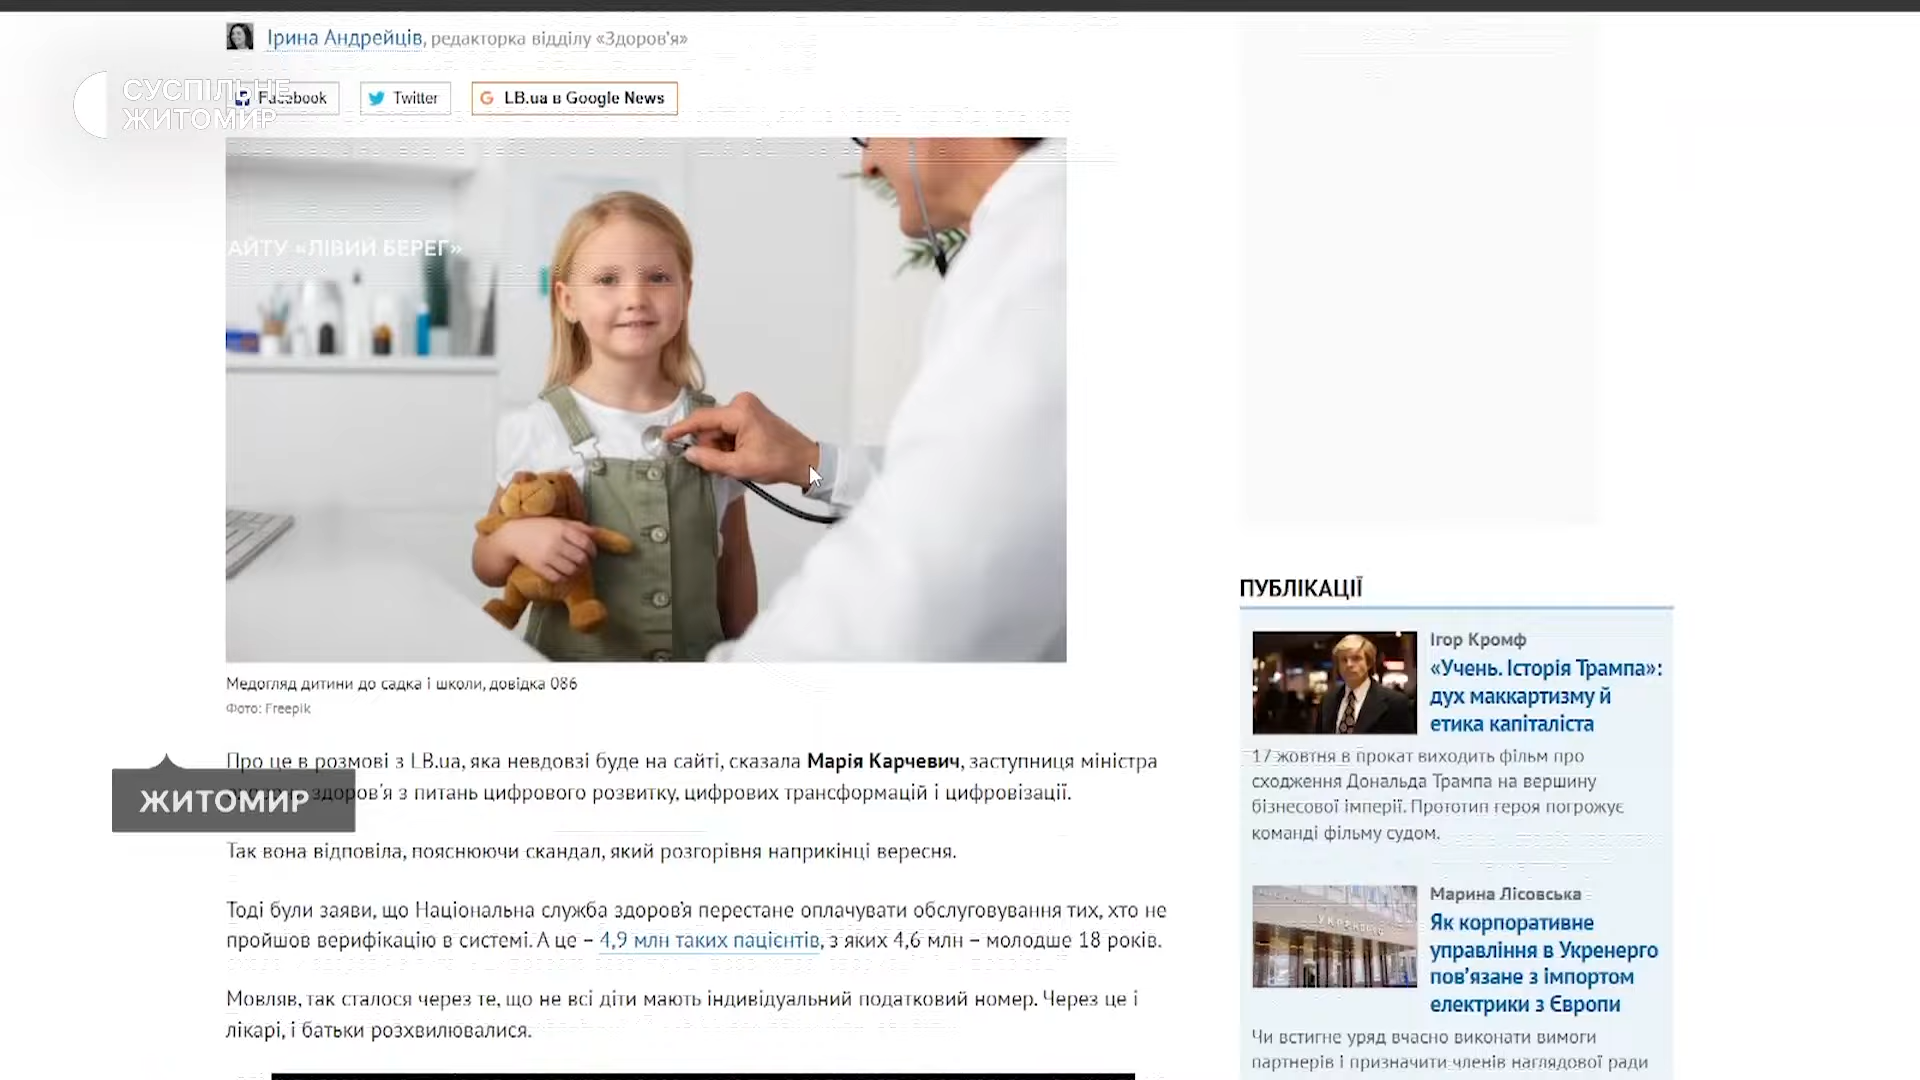 Ірина Андрейців, редакторка відділу «Здоров'я»
СУСПІЛЬНЕ
ЖИТОМИР
Facebook
Twitter
LB.ua в Google News
АЙТУ «ЛІВИЙ БЕРЕГ»
Медогляд дитини до садка і школи, довідка 086
Фото: Freepik
Про це в розмові з LB.ua, яка невдовзі буде на сайті, сказала Марія Карчевич, заступниця міністра
здоров'я з питань цифрового розвитку, цифрових трансформацій і цифровізації.
ЖИТОМИР
Так вона відповіла, пояснюючи скандал, який розгорівня наприкінці вересня.
Тоді були заяви, що Національна служба здоров'я перестане оплачувати обслуговування тих, хто не
пройшов верифікацію в системі. А це – 4,9 млн таких пацієнтів, з яких 4,6 млн – молодше 18 років.
Мовляв, так сталося через те, що не всі діти мають індивідуальний податковий номер. Через це і
лікарі, і батьки розхвилювалися.
ПУБЛІКАЦІЇ
Ігор Кромф
«Учень. Історія Трампа»:
дух маккартизму й
етика капіталіста
17 жовтня в прокат виходить фільм про
сходження Дональда Трампа на вершину
бізнесової імперії. Прототип героя погрожує
команді фільму судом.
Марина Лісовська
Як корпоративне
управління в Укренерго
пов'язане з імпортом
електрики з Європи
Чи встигне уряд вчасно виконати вимоги
партнерів і призначити членів наглядової ради